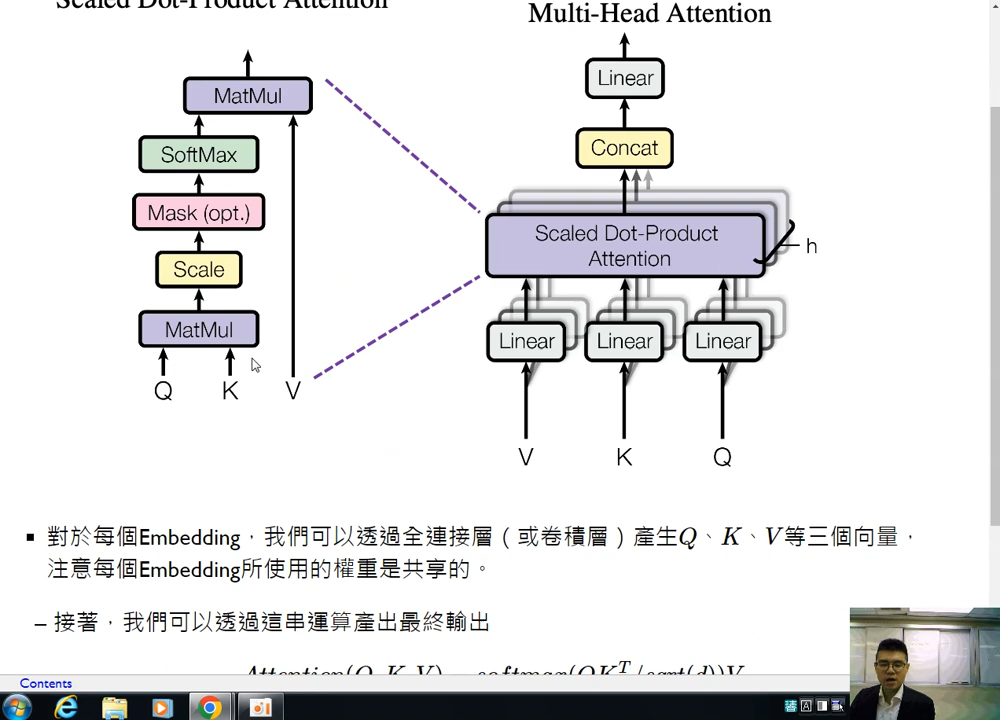 Scaled Dot-Product Attention
Multi-Head Attention
MatMul
SoftMax
Mask (opt.)
Scale
MatMul
Q K V
Linear
Concat
Scaled Dot-Product
Attention
h
Linear Linear Linear
V K Q
▪ 對於每個Embedding，我們可以透過全連接層（或卷積層）產生Q、K、V等三個向量，
注意每個Embedding所使用的權重是共享的。
– 接著，我們可以透過這串運算產出最終輸出
Attention(Q, K, V) = softmax(QK^T/sqrt(d))V
Contents